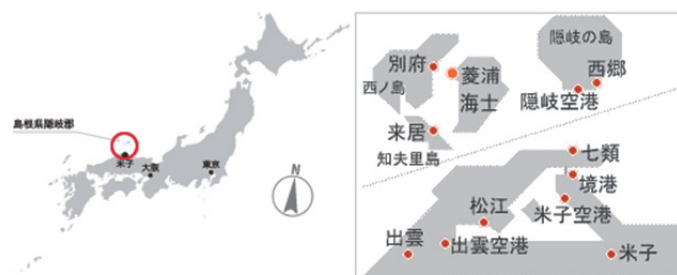 島根県隠岐郡
米子
大阪
東京
N
隠岐の島
別府
菱浦
西郷
西ノ島
海士
隠岐空港
来居
知夫里島
七類
境港
松江
米子空港
出雲
出雲空港
米子